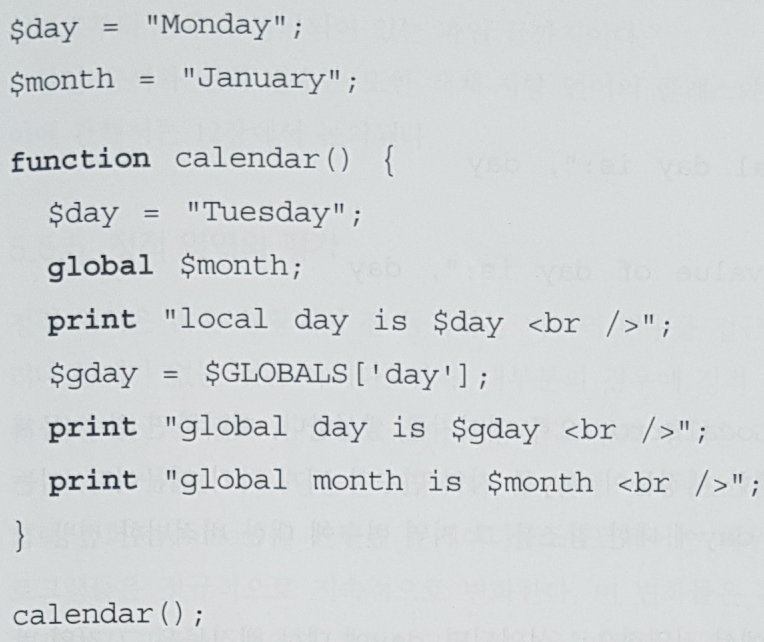 $day = "Monday";
$month = "January";
function calendar() {
$day = "Tuesday";
global $month;
print "local day is $day <br />";
$gday = $GLOBALS['day'];
print "global day is $gday <br />";
print "global month is $month <br />";
}
calendar();